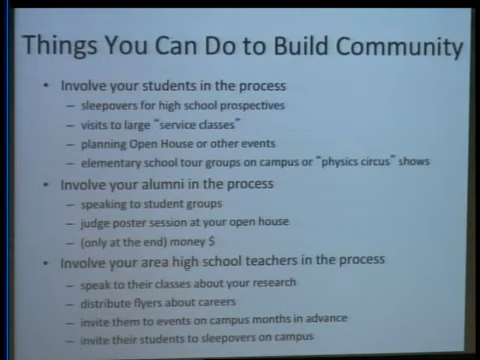 Things You Can Do to Build Community
• Involve your students in the process
– sleepovers for high school prospectives
– visits to large “service classes”
– planning Open House or other events
– elementary school tour groups on campus or “physics circus” shows
• Involve your alumni in the process
– speaking to student groups
– judge poster session at your open house
– (only at the end) money $
• Involve your area high school teachers in the process
– speak to their classes about your research
– distribute flyers about careers
– invite them to events on campus months in advance
– invite their students to sleepovers on campus